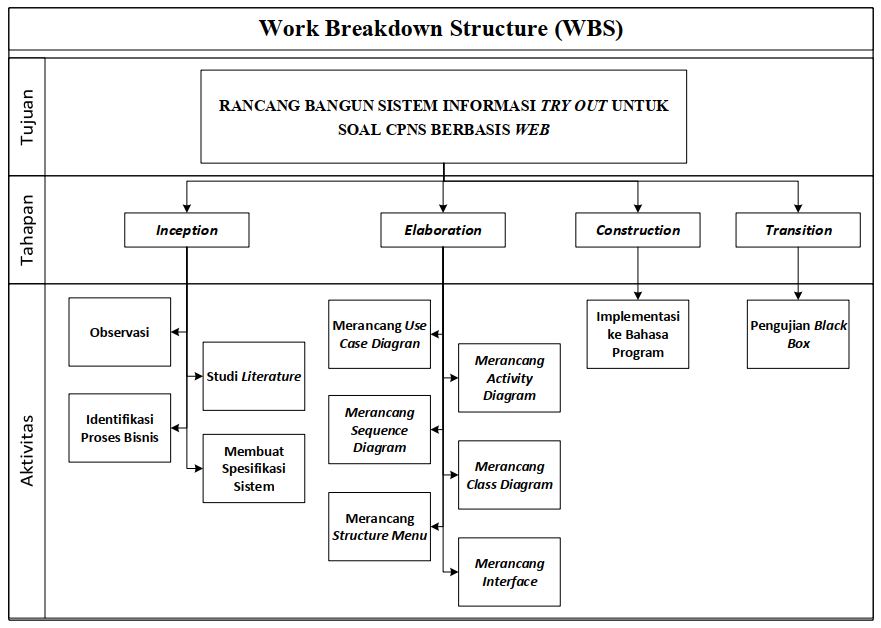 Work Breakdown Structure (WBS)
Tujuan
RANCANG BANGUN SISTEM INFORMASI TRY OUT UNTUK
SOAL CPNS BERBASIS WEB
Tahapan
Inception
Elaboration
Construction
Transition
Aktivitas
Observasi
Studi Literature
Identifikasi
Proses Bisnis
Membuat
Spesifikasi
Sistem
Merancang Use
Case Diagran
Merancang
Activity
Diagram
Merancang
Sequence
Diagram
Merancang
Class Diagram
Merancang
Structure Menu
Merancang
Interface
Implementasi
ke Bahasa
Program
Pengujian Black
Box